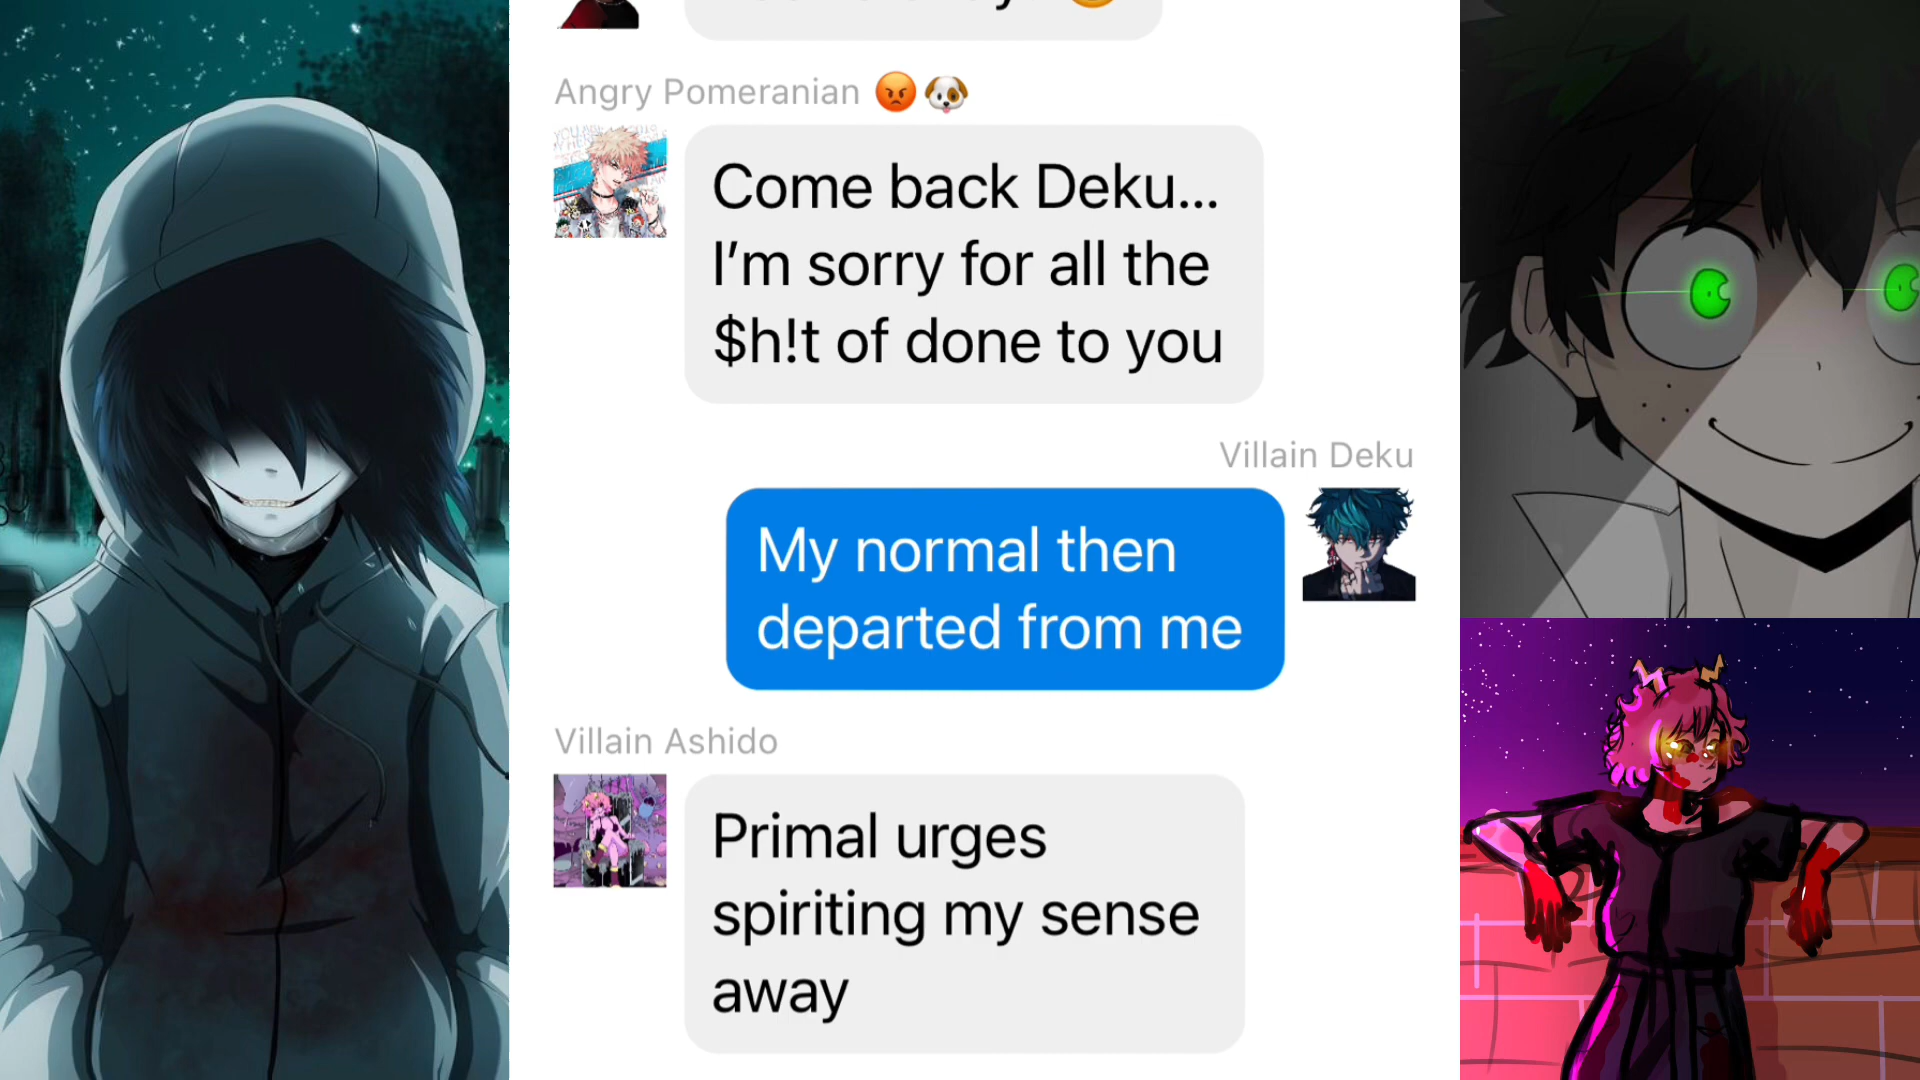 Angry Pomeranian 😡🐶
Come back Deku...
I'm sorry for all the
$h!t of done to you
Villain Deku
My normal then
departed from me
Villain Ashido
Primal urges
spiriting my sense
away